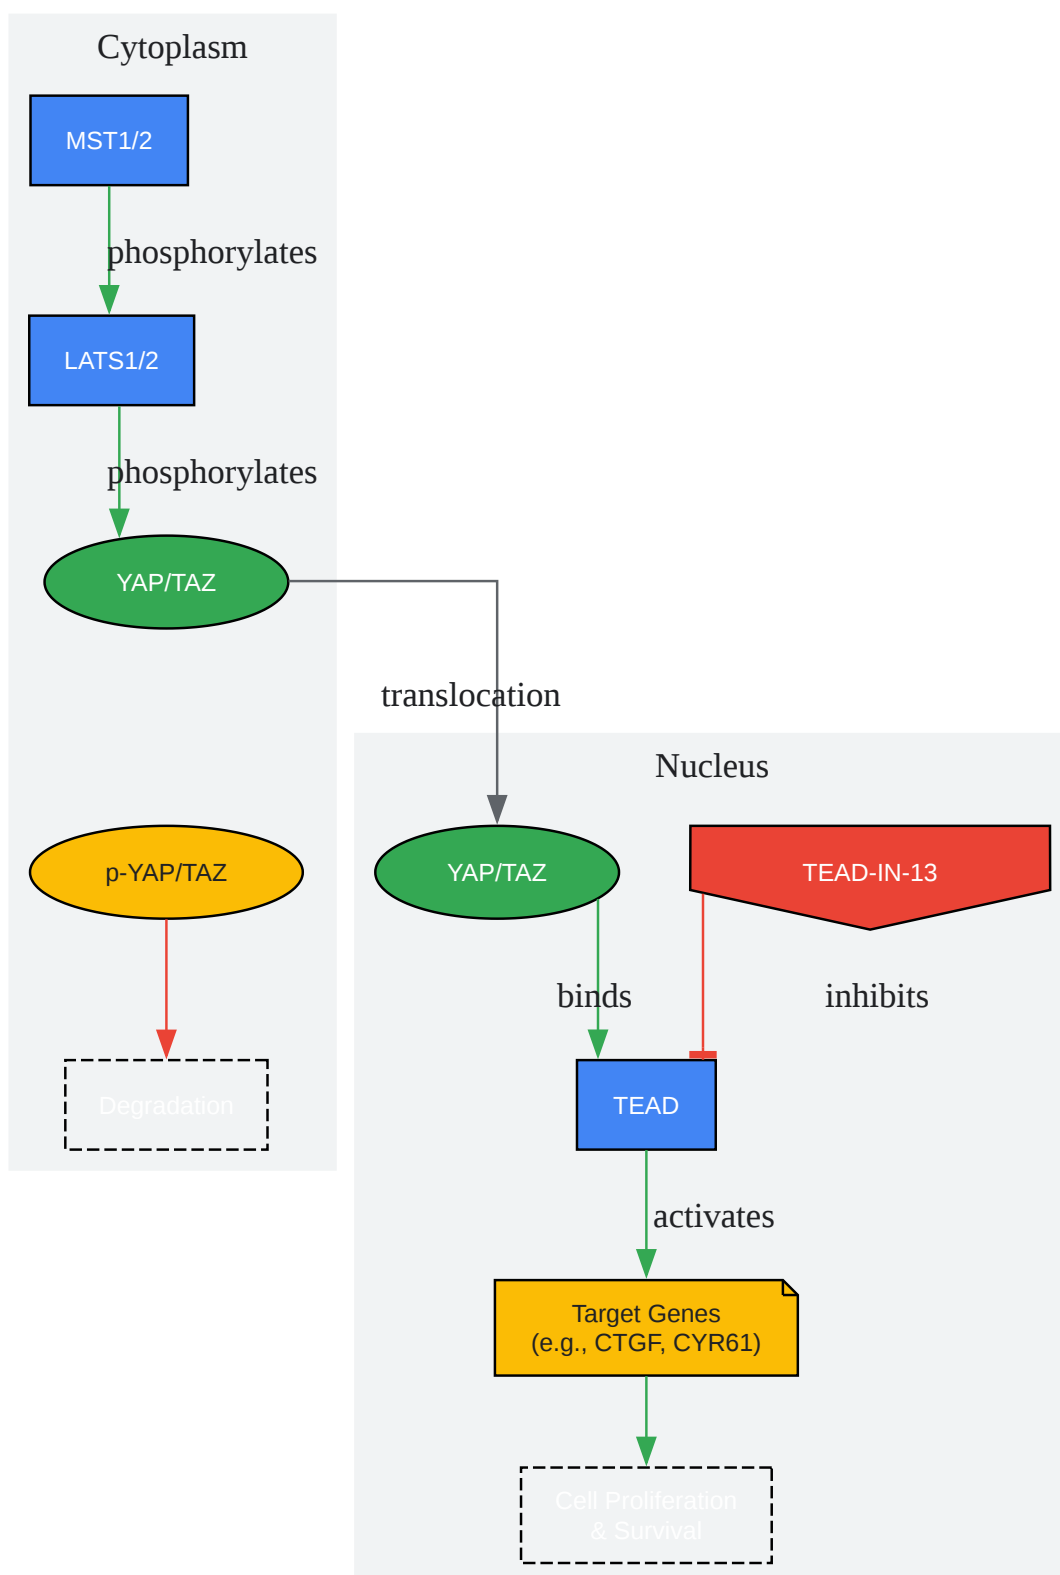 Cytoplasm
MST1/2
phosphorylates
LATS1/2
phosphorylates
YAP/TAZ
translocation
Nucleus
p-YAP/TAZ
YAP/TAZ
TEAD-IN-13
binds
inhibits
Degradation
TEAD
activates
Target Genes
(e.g., CTGF, CYR61)
Cell Proliferation
& Survival